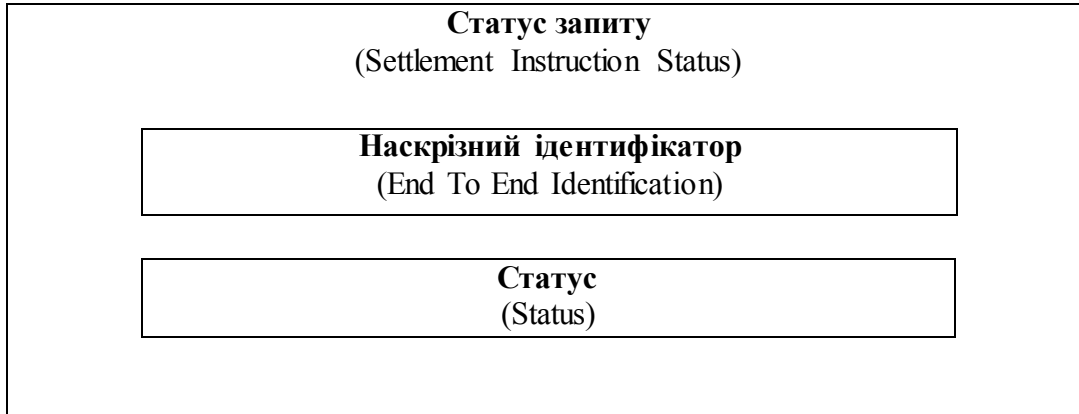 Статус запиту
(Settlement Instruction Status)
Наскрізний ідентифікатор
(End To End Identification)
Статус
(Status)